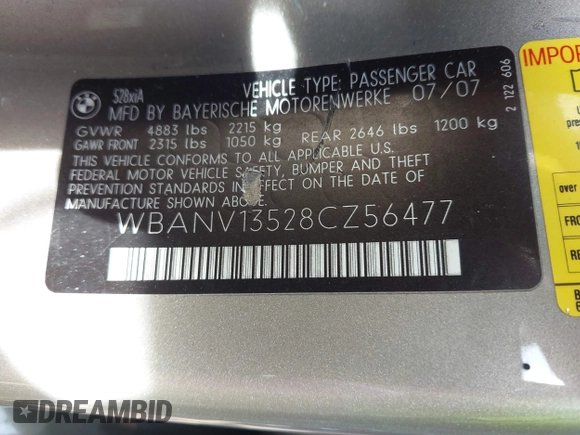 BMW
528xiA
VEHICLE TYPE: PASSENGER CAR
MFD BY BAYERISCHE MOTORENWERKE 07/07
GVWR 4883 lbs 2215 kg
GAWR FRONT 2315 lbs 1050 kg REAR 2646 lbs 1200 kg
THIS VEHICLE CONFORMS TO ALL APPLICABLE U.S.
FEDERAL MOTOR VEHICLE SAFETY, BUMPER AND THEFT
PREVENTION STANDARDS IN EFFECT ON THE DATE OF
MANUFACTURE SHOWN ABOVE.
WBANV13528CZ56477
2 122 606
DREAMBID